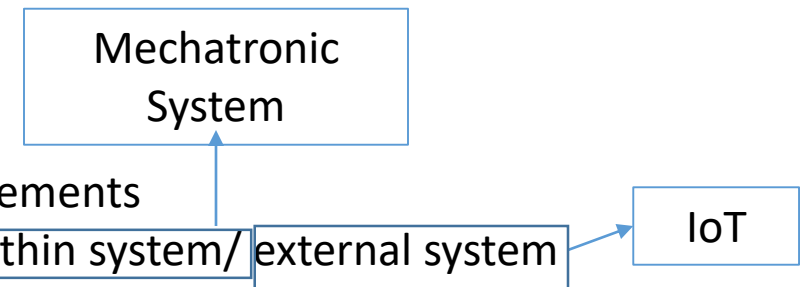 Mechatronic
System
ements
thin system/ external system
IoT